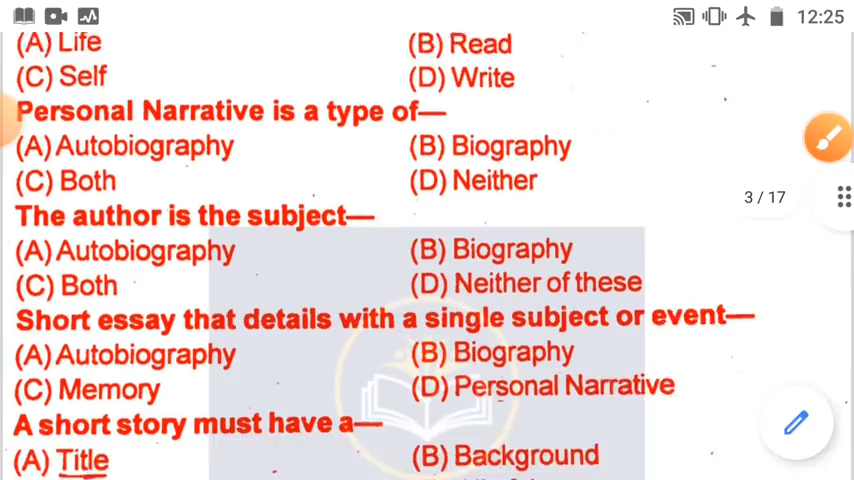 12:25
(A) Life (B) Read
(C) Self (D) Write
Personal Narrative is a type of—
(A) Autobiography (B) Biography
(C) Both (D) Neither
3 / 17
The author is the subject—
(A) Autobiography (B) Biography
(C) Both (D) Neither of these
Short essay that details with a single subject or event—
(A) Autobiography (B) Biography
(C) Memory (D) Personal Narrative
A short story must have a—
(A) Title (B) Background